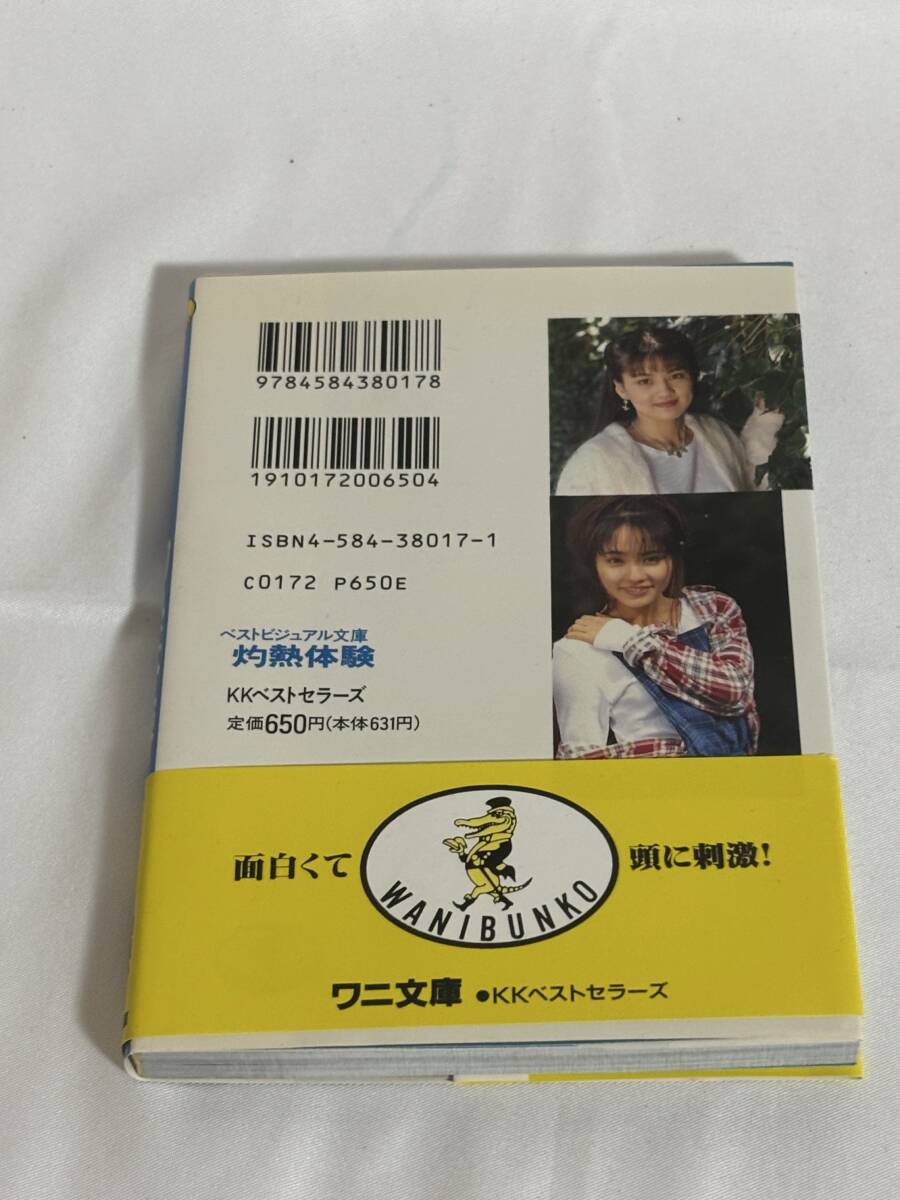 9784584380178
1910172006504
ISBN4-584-38017-1
C0172 P650E
ベストビジュアル文庫
灼熱体験
KKベストセラーズ
定価650円(本体631円)
面白くて
頭に刺激!
WANIBUNKO
ワニ文庫 ●KKベストセラーズ